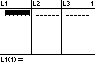 L1 L2 L3 1
------ ------
L1(1) =